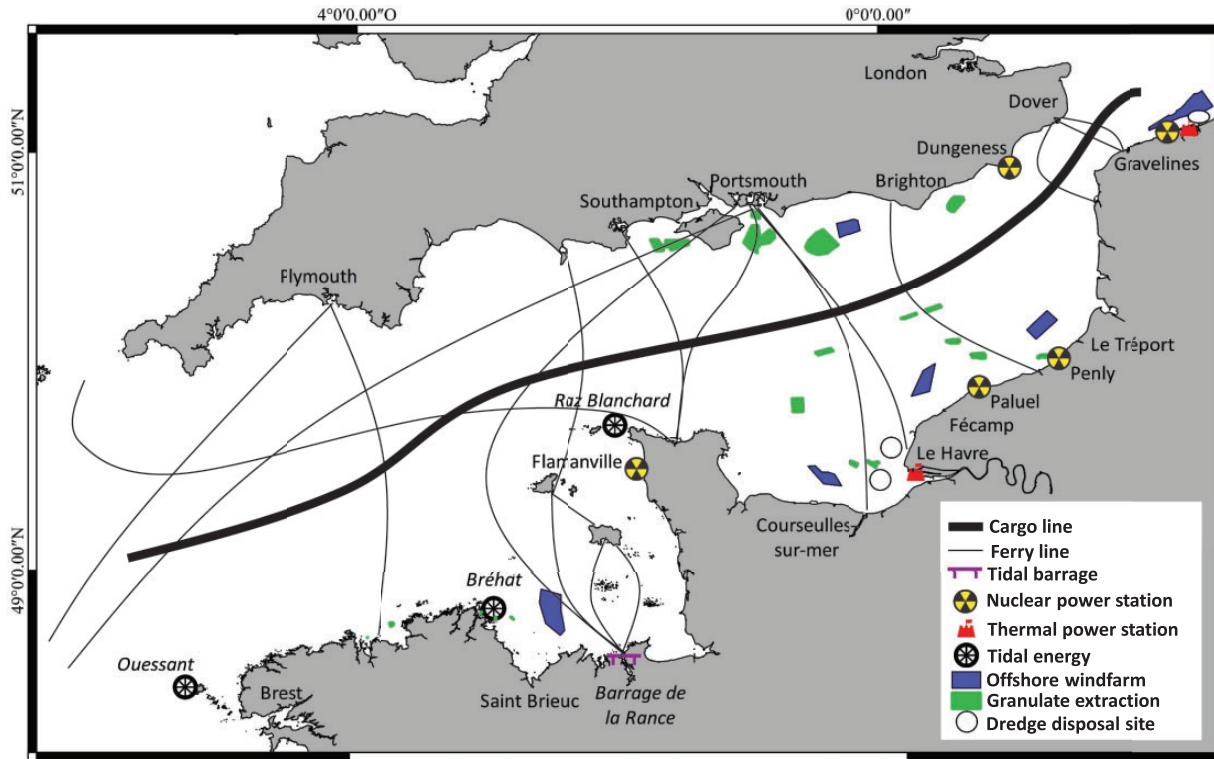 4°0'0.00"O
0°0'0.00"
51°0'0.00"N
49°0'0.00"N
London
Dover
Dungeness
Gravelines
Portsmouth
Brighton
Southampton
Flymouth
Le Tréport
Penly
Paluel
Fécamp
Raz Blanchard
Flarranville
Le Havre
Courseulles-
sur-mer
Bréhat
Ouessant
Brest
Saint Brieuc
Barrage de
la Rance
Cargo line
Ferry line
Tidal barrage
Nuclear power station
Thermal power station
Tidal energy
Offshore windfarm
Granulate extraction
Dredge disposal site